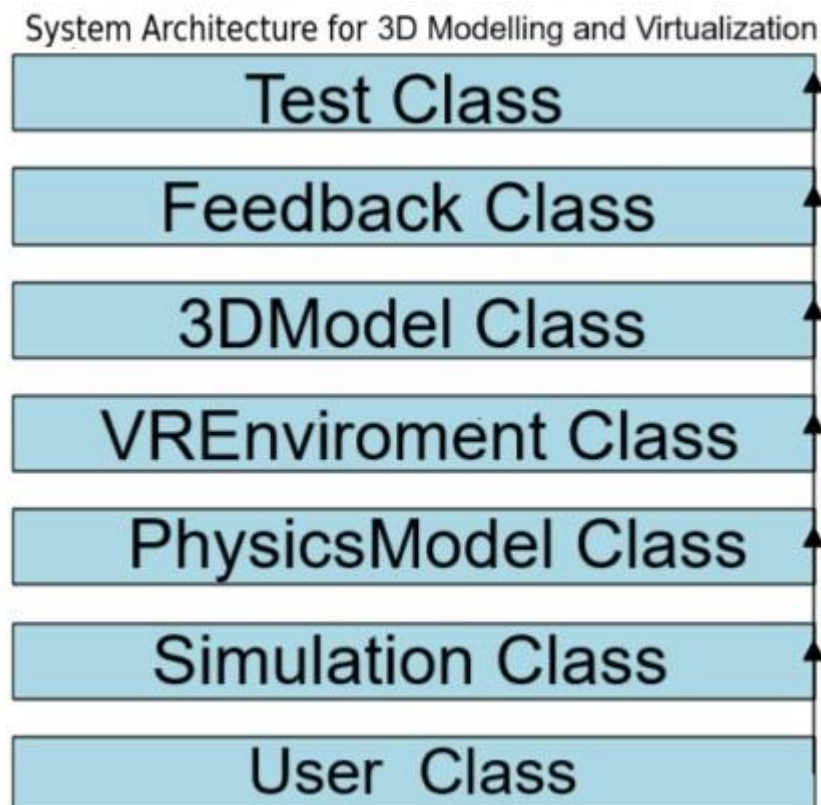 System Architecture for 3D Modelling and Virtualization
Test Class
Feedback Class
3DModel Class
VREnviroment Class
PhysicsModel Class
Simulation Class
User Class